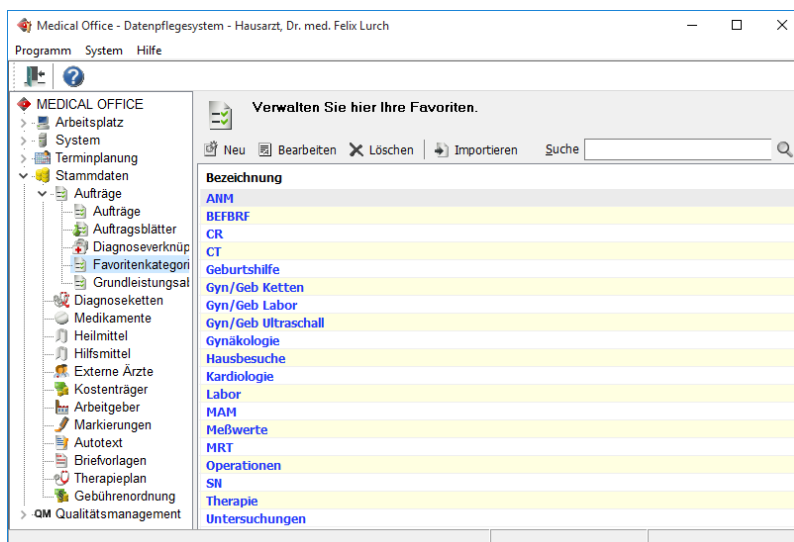 Medical Office - Datenpflegesystem - Hausarzt, Dr. med. Felix Lurch
Programm System Hilfe
MEDICAL OFFICE
Arbeitsplatz
System
Terminplanung
Stammdaten
Aufträge
Aufträge
Auftragsblätter
Diagnoseverknüp
Favoritenkategori
Grundleistungsal
Diagnoseketten
Medikamente
Heilmittel
Hilfsmittel
Externe Ärzte
Kostenträger
Arbeitgeber
Markierungen
Autotext
Briefvorlagen
Therapieplan
Gebührenordnung
QM Qualitätsmanagement
Verwalten Sie hier Ihre Favoriten.
Neu Bearbeiten Löschen Importieren Suche
Bezeichnung
ANM
BEFBRF
CR
CT
Geburtshilfe
Gyn/Geb Ketten
Gyn/Geb Labor
Gyn/Geb Ultraschall
Gynäkologie
Hausbesuche
Kardiologie
Labor
MAM
Meßwerte
MRT
Operationen
SN
Therapie
Untersuchungen